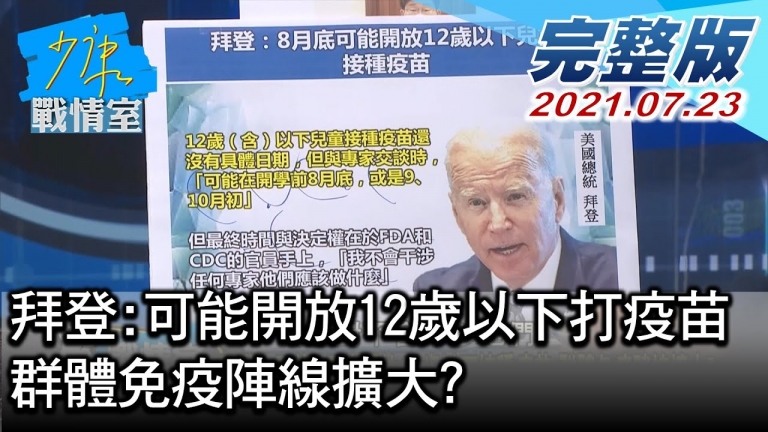 少康
戰情室
完整版
2021.07.23
拜登：8月底可能開放12歲以下兒
接種疫苗
12歲（含）以下兒童接種疫苗還
沒有具體日期，但與專家交談時，
「可能在開學前8月底，或是9、
10月初」
美國總統 拜登
但最終時間與決定權在於FDA和
CDC的官員手上，「我不會干涉
任何專家他們應該做什麼」
拜登:可能開放12歲以下打疫苗
群體免疫陣線擴大?